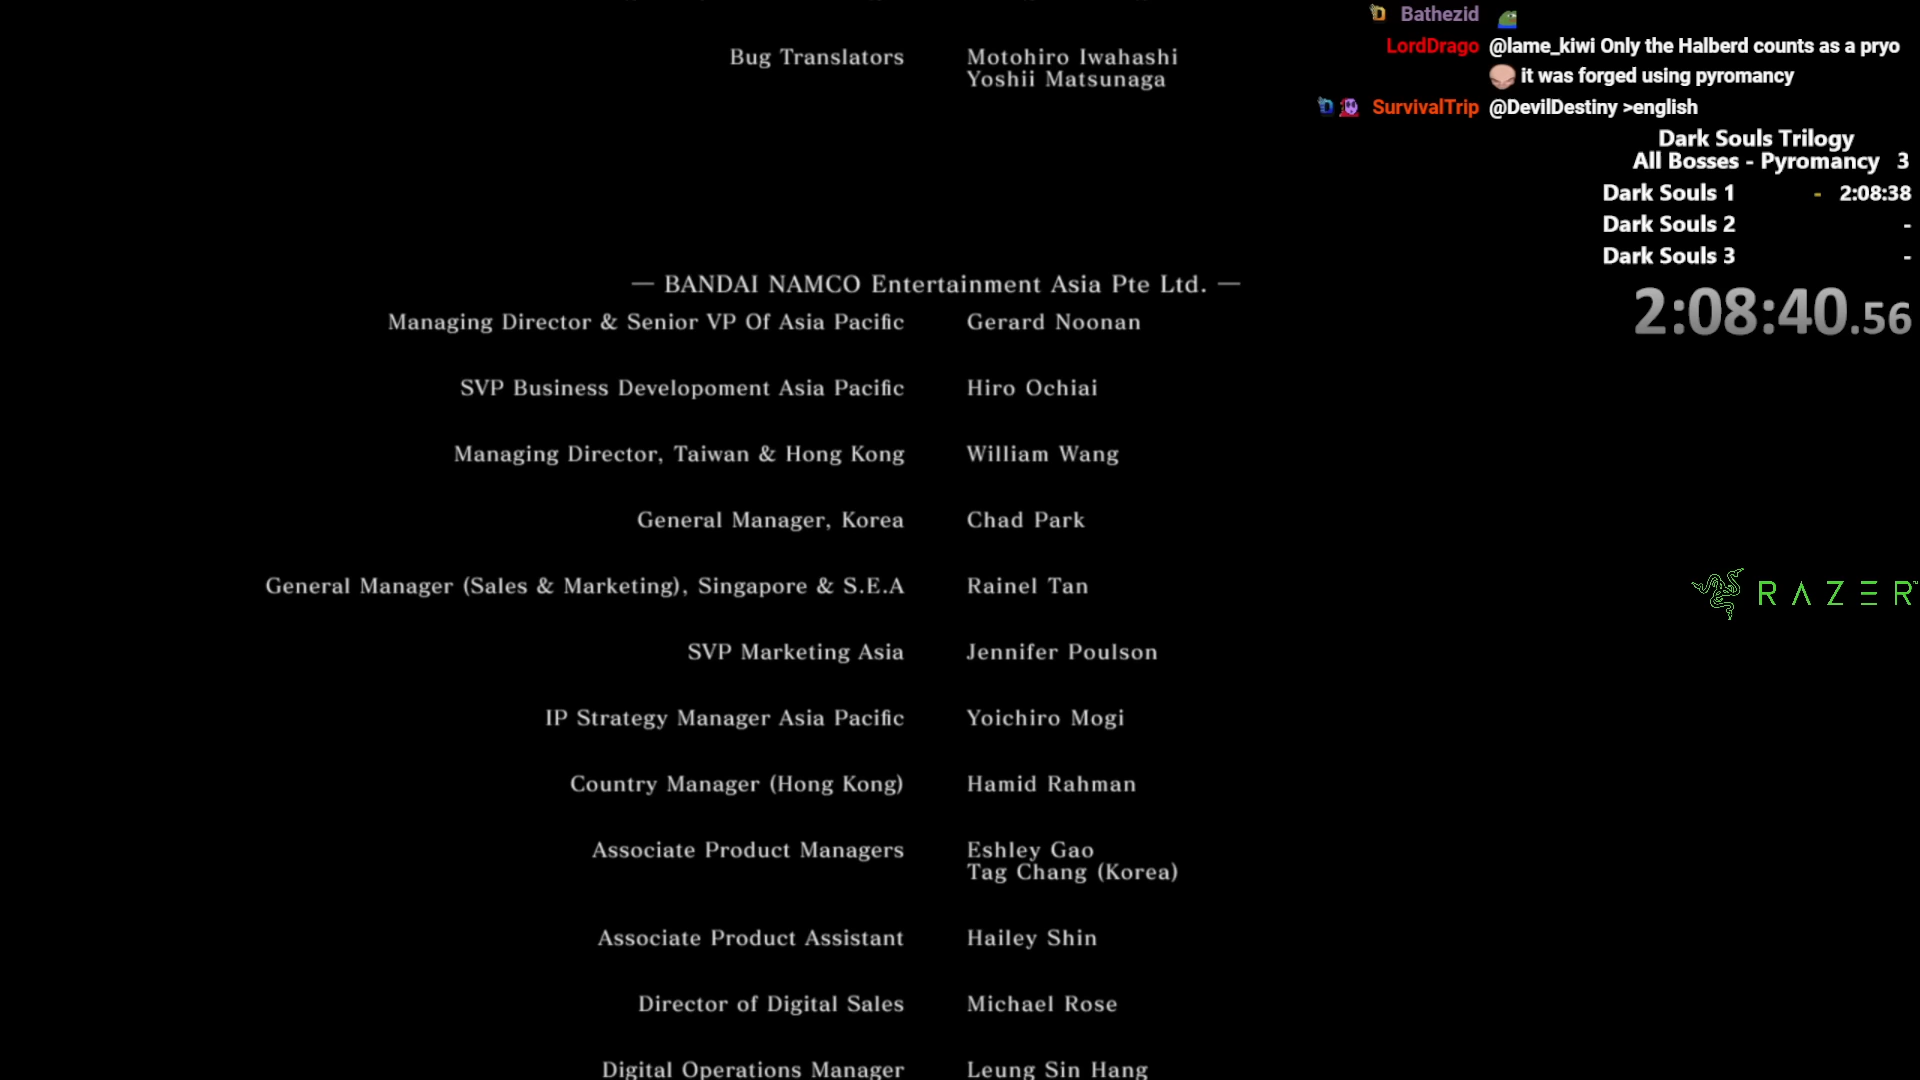 Bug Translators Motohiro Iwahashi
Yoshii Matsunaga
— BANDAI NAMCO Entertainment Asia Pte Ltd. —
Managing Director & Senior VP Of Asia Pacific Gerard Noonan
SVP Business Developoment Asia Pacific Hiro Ochiai
Managing Director, Taiwan & Hong Kong William Wang
General Manager, Korea Chad Park
General Manager (Sales & Marketing), Singapore & S.E.A Rainel Tan
SVP Marketing Asia Jennifer Poulson
IP Strategy Manager Asia Pacific Yoichiro Mogi
Country Manager (Hong Kong) Hamid Rahman
Associate Product Managers Eshley Gao
Tag Chang (Korea)
Associate Product Assistant Hailey Shin
Director of Digital Sales Michael Rose
Digital Operations Manager Leung Sin Hang
Bathezid
LordDrago @lame_kiwi Only the Halberd counts as a pryo
it was forged using pyromancy
SurvivalTrip @DevilDestiny >english
Dark Souls Trilogy
All Bosses - Pyromancy 3
Dark Souls 1 - 2:08:38
Dark Souls 2 -
Dark Souls 3 -
2:08:40.56
RAZER™